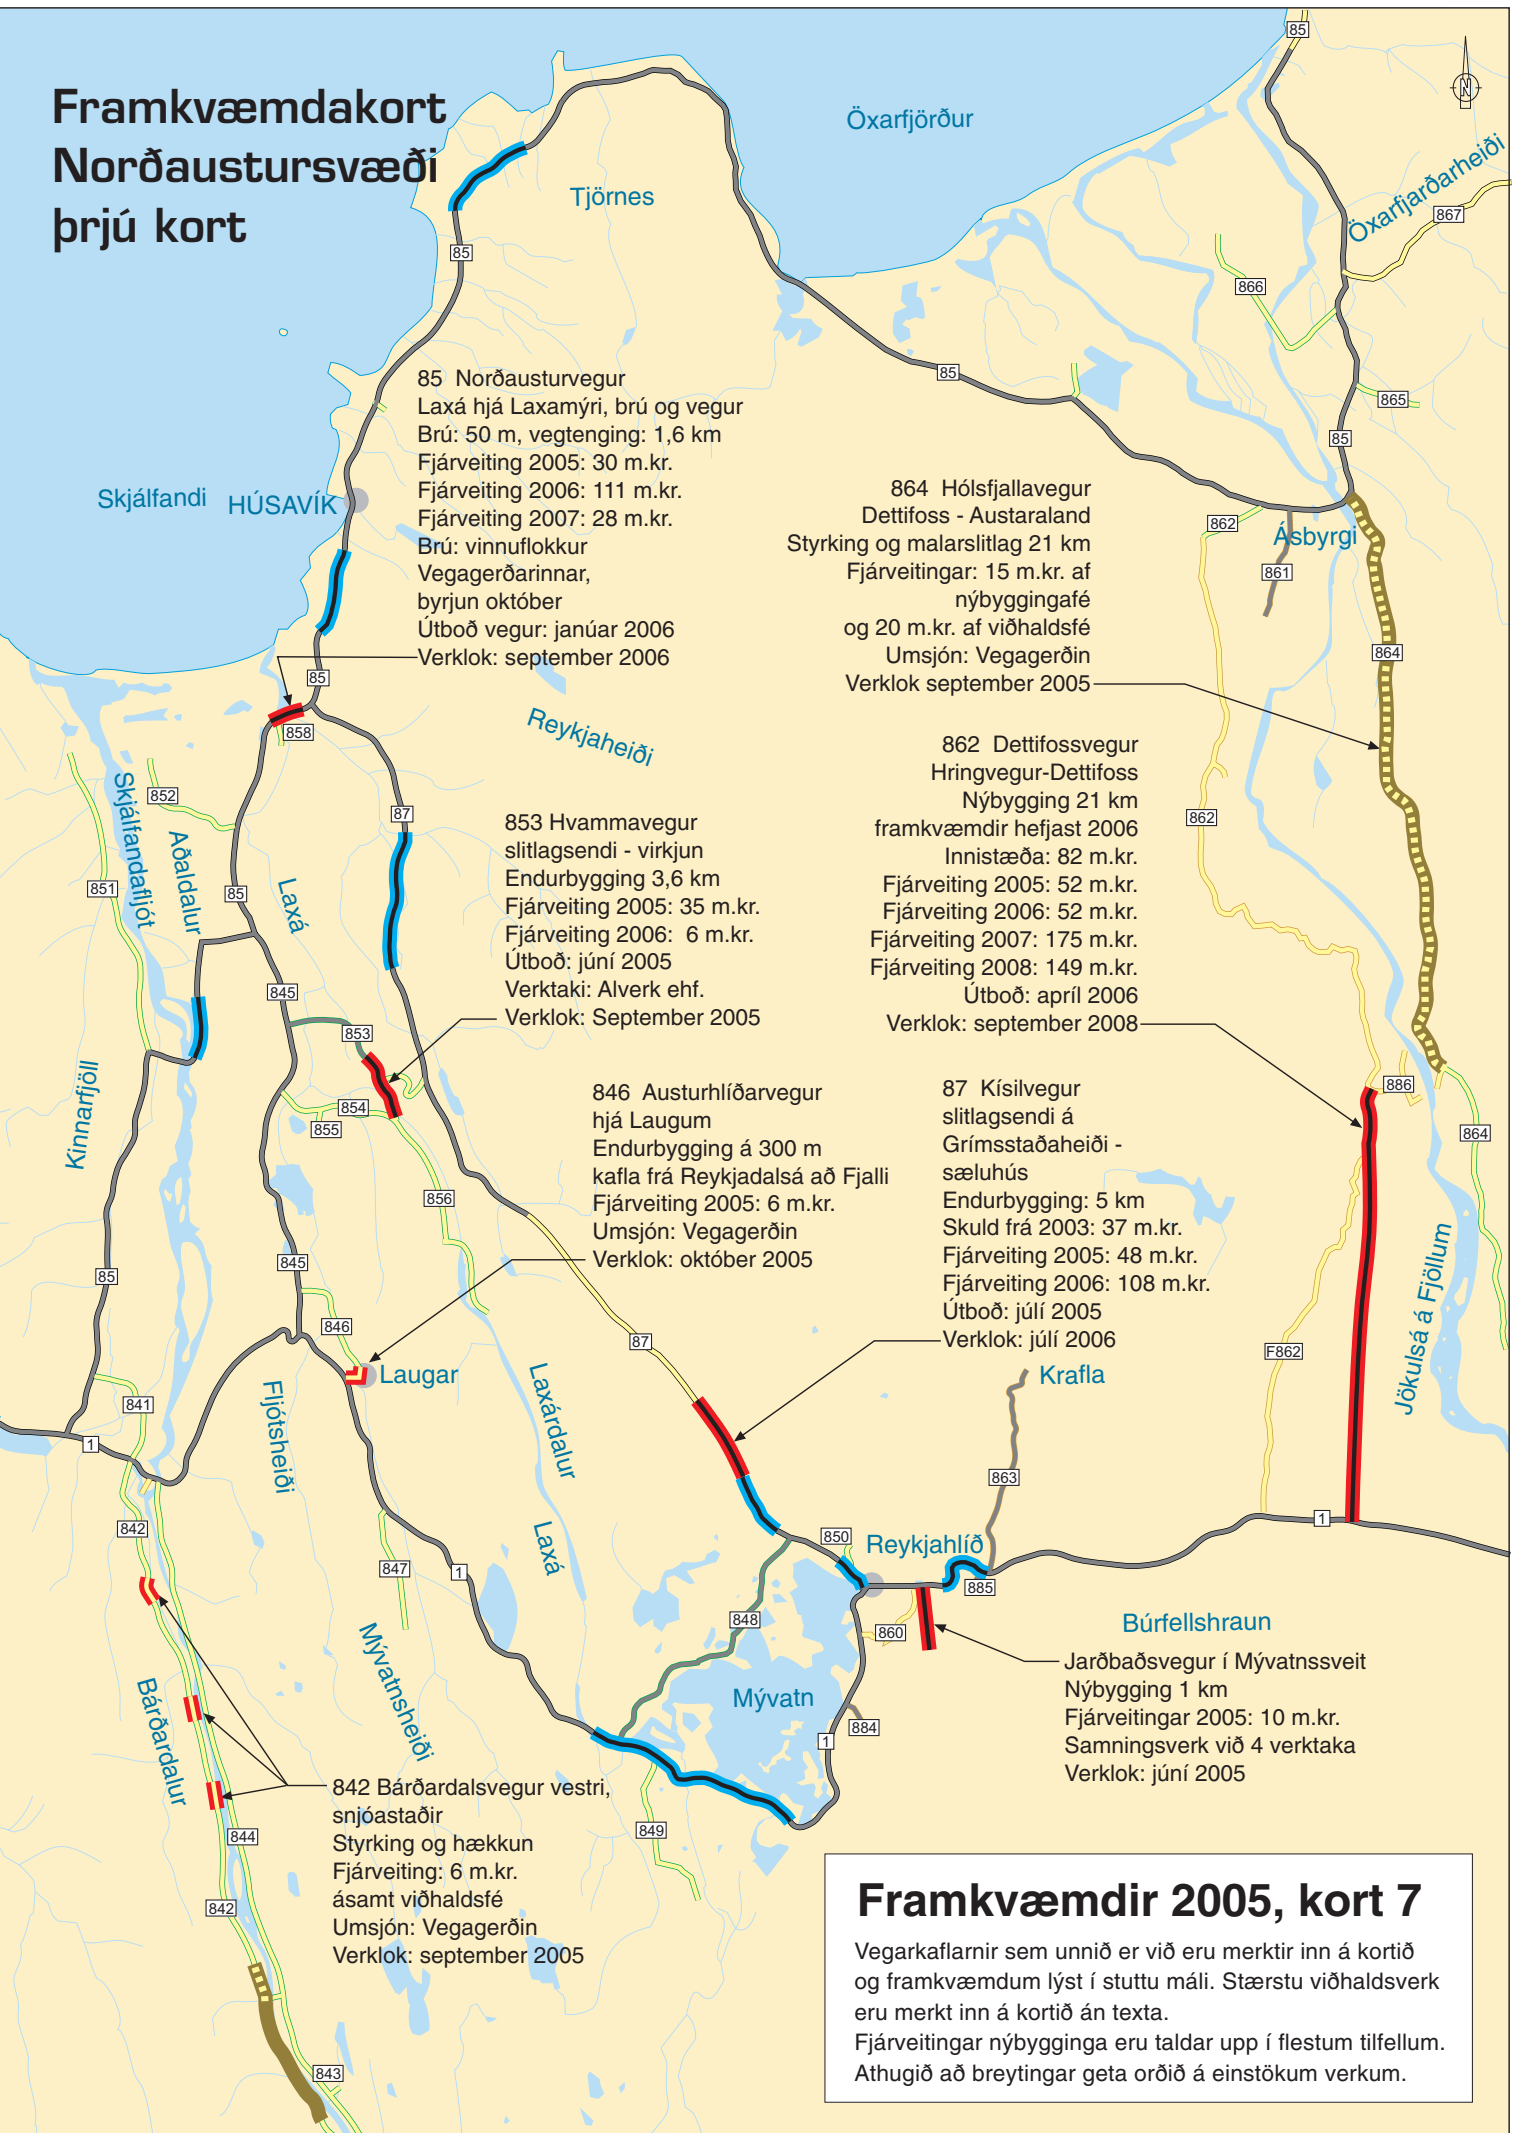 Framkvæmdakort
Norðaustursvæði
þrjú kort
85
Öxarfjörður
Tjörnes
Öxarfjarðarheiði
867
85
866
85
865
85
85 Norðausturvegur
Laxá hjá Laxamýri, brú og vegur
Brú: 50 m, vegtenging: 1,6 km
Fjárveiting 2005: 30 m.kr.
Fjárveiting 2006: 111 m.kr.
Fjárveiting 2007: 28 m.kr.
Brú: vinnuflokkur
Vegagerðarinnar,
byrjun október
Útboð vegur: janúar 2006
Verklok: september 2006
Skjálfandi
HÚSAVÍK
864 Hólsfjallavegur
Dettifoss - Austaraland
Styrking og malarslitlag 21 km
Fjárveitingar: 15 m.kr. af
nýbyggingafé
og 20 m.kr. af viðhaldsfé
Umsjón: Vegagerðin
Verklok september 2005
862
Ásbyrgi
861
864
85
858
Reykjaheiði
862 Dettifossvegur
Hringvegur-Dettifoss
Nýbygging 21 km
framkvæmdir hefjast 2006
Innistæða: 82 m.kr.
Fjárveiting 2005: 52 m.kr.
Fjárveiting 2006: 52 m.kr.
Fjárveiting 2007: 175 m.kr.
Fjárveiting 2008: 149 m.kr.
Útboð: apríl 2006
Verklok: september 2008
862
Skjálfandafljót
852
Aðaldalur
87
851
85
Laxá
853 Hvammavegur
slitlagsendi - virkjun
Endurbygging 3,6 km
Fjárveiting 2005: 35 m.kr.
Fjárveiting 2006: 6 m.kr.
Útboð: júní 2005
Verktaki: Alverk ehf.
Verklok: September 2005
845
853
Kinnarfjöll
854
855
856
846 Austurhlíðarvegur
hjá Laugum
Endurbygging á 300 m
kafla frá Reykjadalsá að Fjalli
Fjárveiting 2005: 6 m.kr.
Umsjón: Vegagerðin
Verklok: október 2005
87 Kísilvegur
slitlagsendi á
Grímsstaðaheiði -
sæluhús
Endurbygging: 5 km
Skuld frá 2003: 37 m.kr.
Fjárveiting 2005: 48 m.kr.
Fjárveiting 2006: 108 m.kr.
Útboð: júlí 2005
Verklok: júlí 2006
886
864
Jökulsá á Fjöllum
F862
85
845
846
87
Laugar
Laxárdalur
Krafla
841
1
Fljótsheiði
863
1
842
847
1
Laxá
850
Reykjahlíð
885
848
860
Búrfellshraun
Mývatnsheiði
Mývatn
884
1
Jarðbaðsvegur í Mývatnssveit
Nýbygging 1 km
Fjárveitingar 2005: 10 m.kr.
Samningsverk við 4 verktaka
Verklok: júní 2005
Bárðardalur
842 Bárðardalsvegur vestri,
snjóastaðir
Styrking og hækkun
Fjárveiting: 6 m.kr.
ásamt viðhaldsfé
Umsjón: Vegagerðin
Verklok: september 2005
844
849
842
843
Framkvæmdir 2005, kort 7
Vegarkaflarnir sem unnið er við eru merktir inn á kortið
og framkvæmdum lýst í stuttu máli. Stærstu viðhaldsverk
eru merkt inn á kortið án texta.
Fjárveitingar nýbygginga eru taldar upp í flestum tilfellum.
Athugið að breytingar geta orðið á einstökum verkum.
N